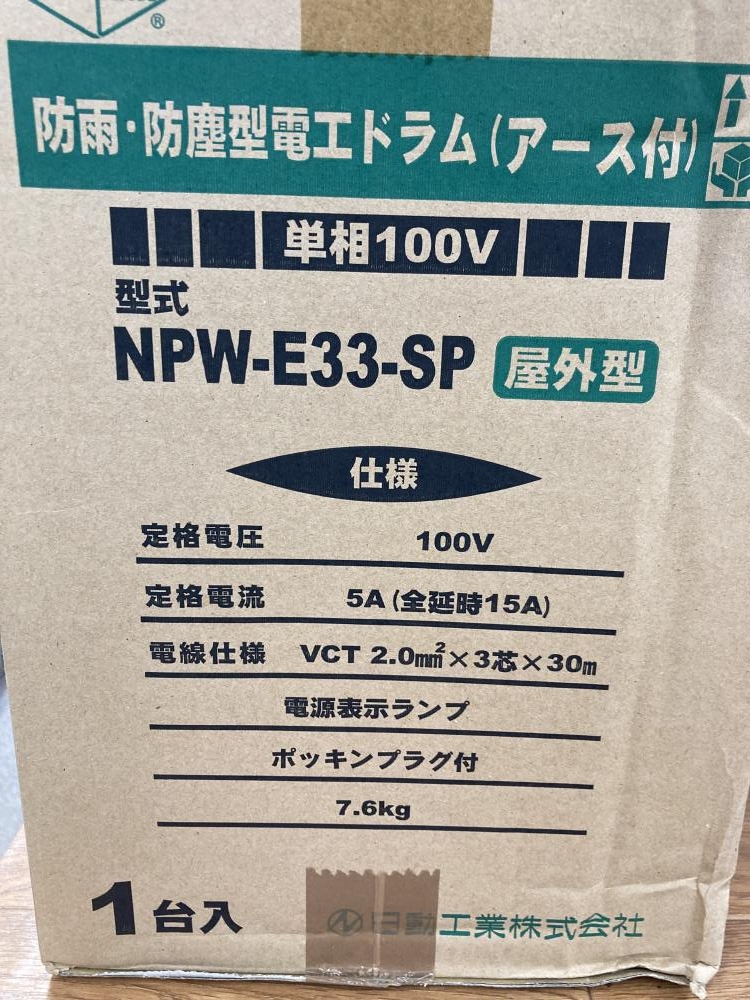 ®
防雨・防塵型電工ドラム(アース付)
単相100V
型式
NPW-E33-SP 屋外型
仕様
定格電圧 100V
定格電流 5A(全延時15A)
電線仕様 VCT 2.0mm²×3芯×30m
電源表示ランプ
ポッキンプラグ付
7.6kg
1台入 日動工業株式会社